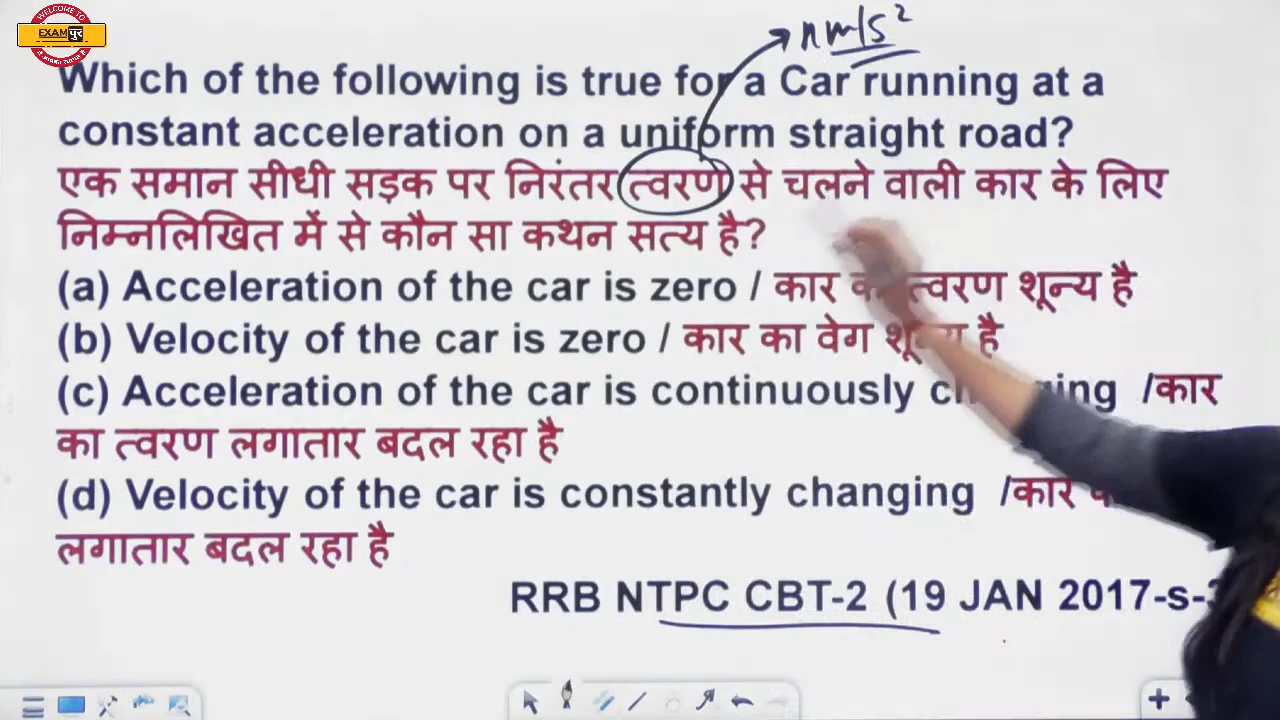 WELCOME TO
EXAMपुर
n m/s²
Which of the following is true for a Car running at a
constant acceleration on a uniform straight road?
एक समान सीधी सड़क पर निरंतर त्वरण से चलने वाली कार के लिए
निम्नलिखित में से कौन सा कथन सत्य है?
(a) Acceleration of the car is zero / कार त्वरण शून्य है
(b) Velocity of the car is zero / कार का वेग है
(c) Acceleration of the car is continuously /कार
का त्वरण लगातार बदल रहा है
(d) Velocity of the car is constantly changing /कार
लगातार बदल रहा है
RRB NTPC CBT-2 (19 JAN 2017-s-